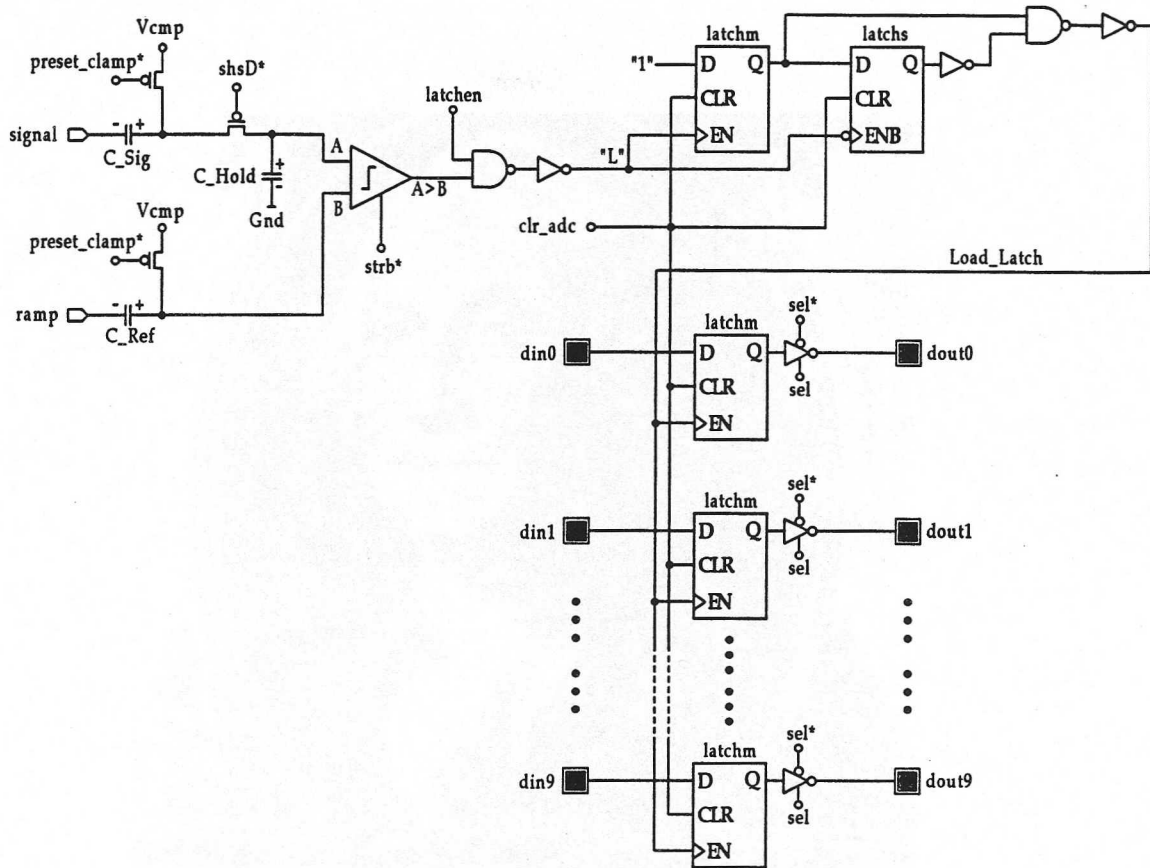 Vcmp
preset_clamp*
shsD*
signal
- +
C_Sig
C_Hold
+
-
Gnd
Vcmp
preset_clamp*
ramp
- +
C_Ref
A
B
A>B
strb*
latchen
"L"
"1"
latchm
D Q
CLR
EN
latchs
D Q
CLR
ENB
clr_adc
Load_Latch
latchm
din0
D Q
CLR
EN
sel*
sel
dout0
latchm
din1
D Q
CLR
EN
sel*
sel
dout1
latchm
din9
D Q
CLR
EN
sel*
sel
dout9